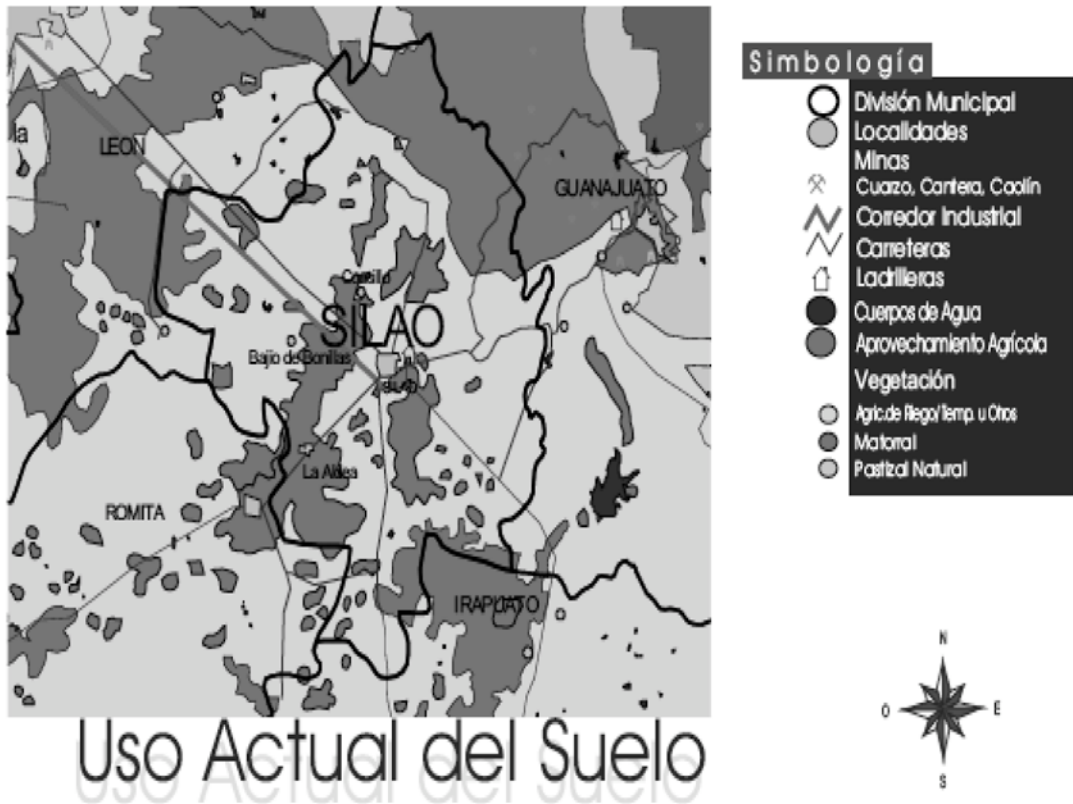 la
LEON
GUANAJUATO
SILAO
Bajio de Bonillas
SILAO
La Aldea
ROMITA
IRAPUATO
Uso Actual del Suelo
Simbología
División Municipal
Localidades
Minas
Cuarzo, Cantera, Caolín
Corredor Industrial
Carreteras
Ladrilleras
Cuerpos de Agua
Aprovechamiento Agrícola
Vegetación
Agric.de Riego/Temp. u Otros
Matorral
Pastizal Natural
N
O
E
S